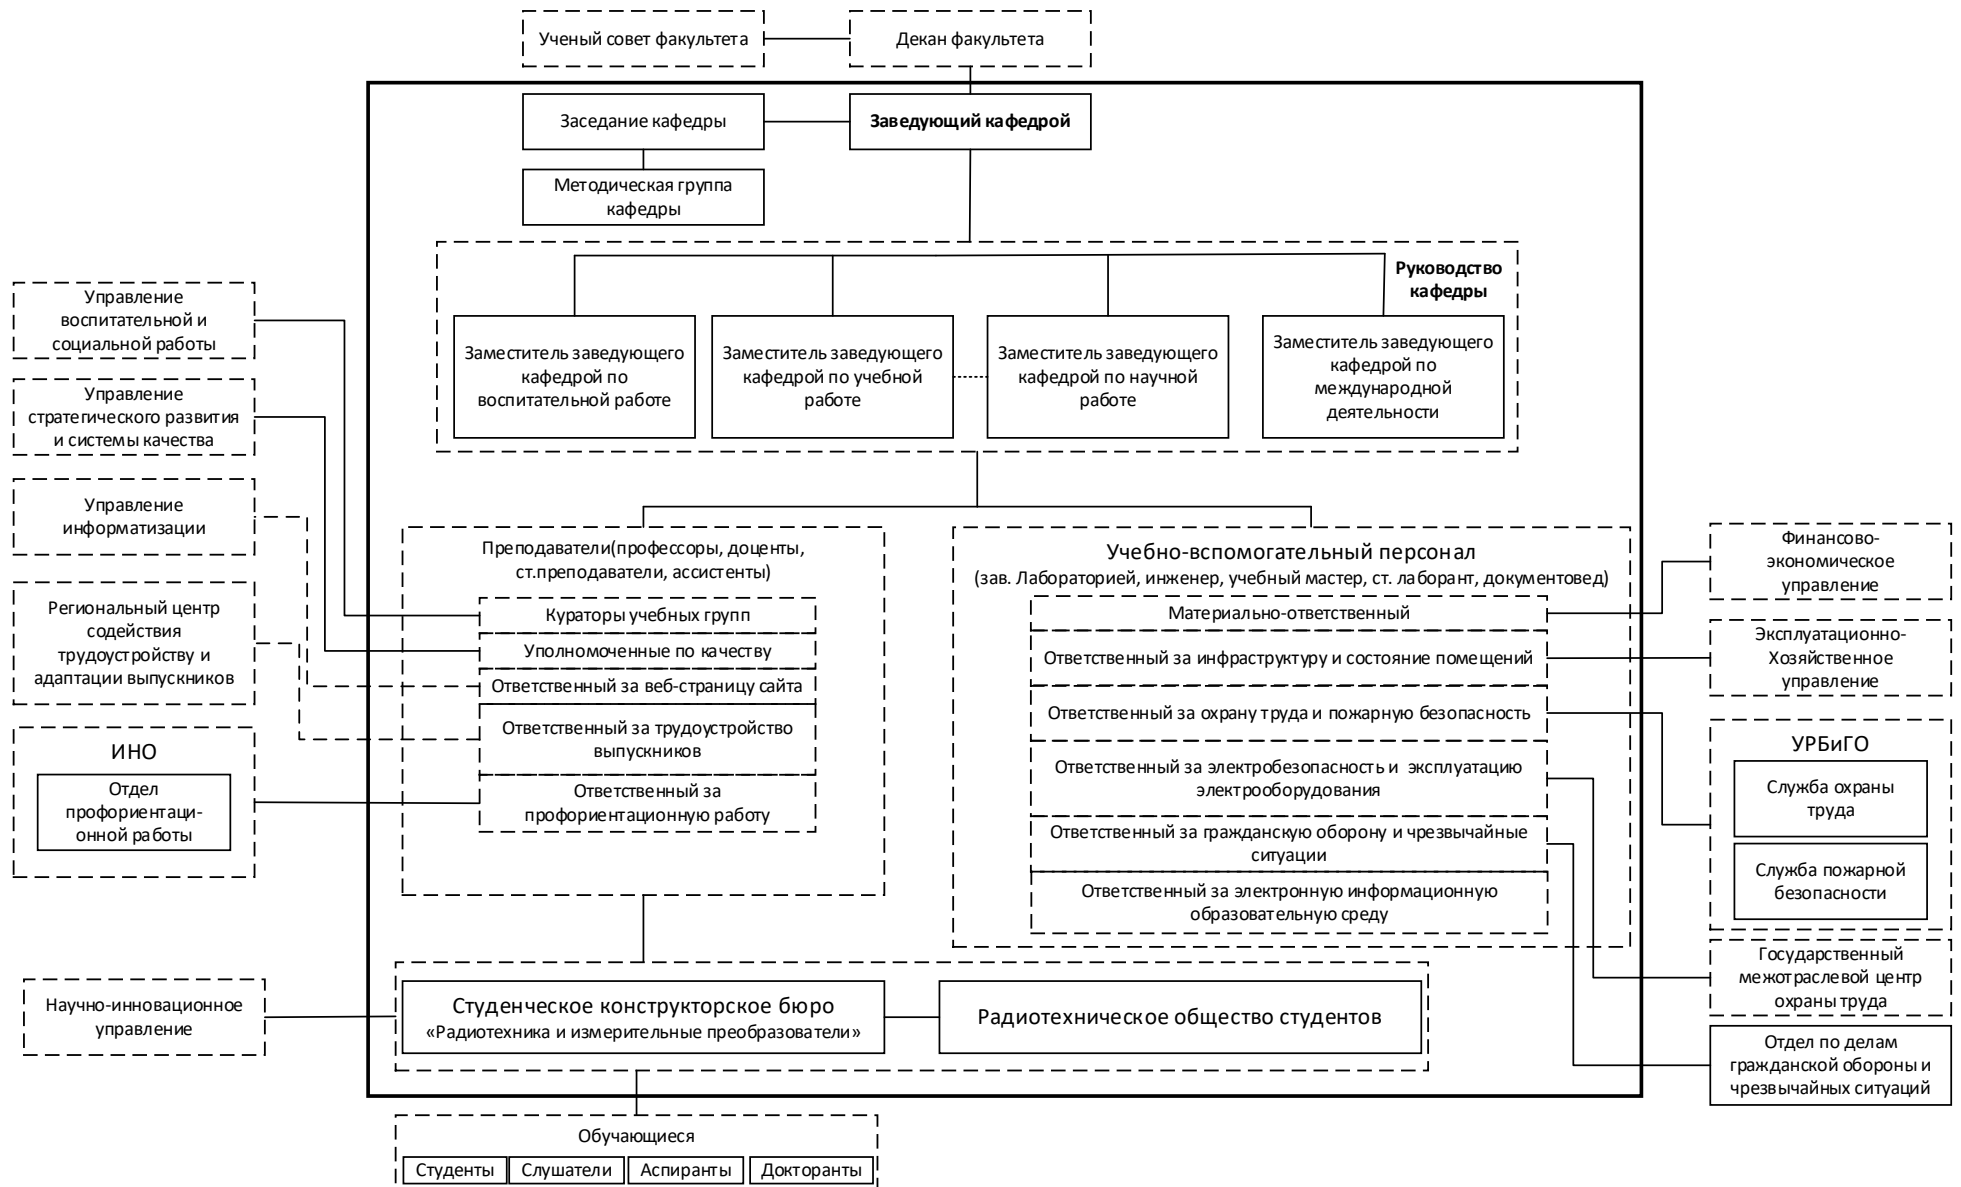 Ученый совет факультета
Декан факультета
Заседание кафедры
Заведующий кафедрой
Методическая группа
кафедры
Руководство
кафедры
Заместитель заведующего
кафедрой по
воспитательной работе
Заместитель заведующего
кафедрой по учебной
работе
Заместитель заведующего
кафедрой по научной
работе
Заместитель заведующего
кафедрой по
международной
деятельности
Управление
воспитательной и
социальной работы
Управление
стратегического развития
и системы качества
Управление
информатизации
Региональный центр
содействия
трудоустройству и
адаптации выпускников
ИНО
Отдел
профориентаци-
онной работы
Научно-инновационное
управление
Преподаватели(профессоры, доценты,
ст.преподаватели, ассистенты)
Кураторы учебных групп
Уполномоченные по качеству
Ответственный за веб-страницу сайта
Ответственный за трудоустройство
выпускников
Ответственный за
профориентационную работу
Учебно-вспомогательный персонал
(зав. Лабораторией, инженер, учебный мастер, ст. лаборант, документовед)
Материально-ответственный
Ответственный за инфраструктуру и состояние помещений
Ответственный за охрану труда и пожарную безопасность
Ответственный за электробезопасность и эксплуатацию
электрооборудования
Ответственный за гражданскую оборону и чрезвычайные
ситуации
Ответственный за электронную информационную
образовательную среду
Финансово-
экономическое
управление
Эксплуатационно-
Хозяйственное
управление
УРБиГО
Служба охраны
труда
Служба пожарной
безопасности
Государственный
межотраслевой центр
охраны труда
Отдел по делам
гражданской обороны и
чрезвычайных ситуаций
Студенческое конструкторское бюро
«Радиотехника и измерительные преобразователи»
Радиотехническое общество студентов
Обучающиеся
Студенты
Слушатели
Аспиранты
Докторанты